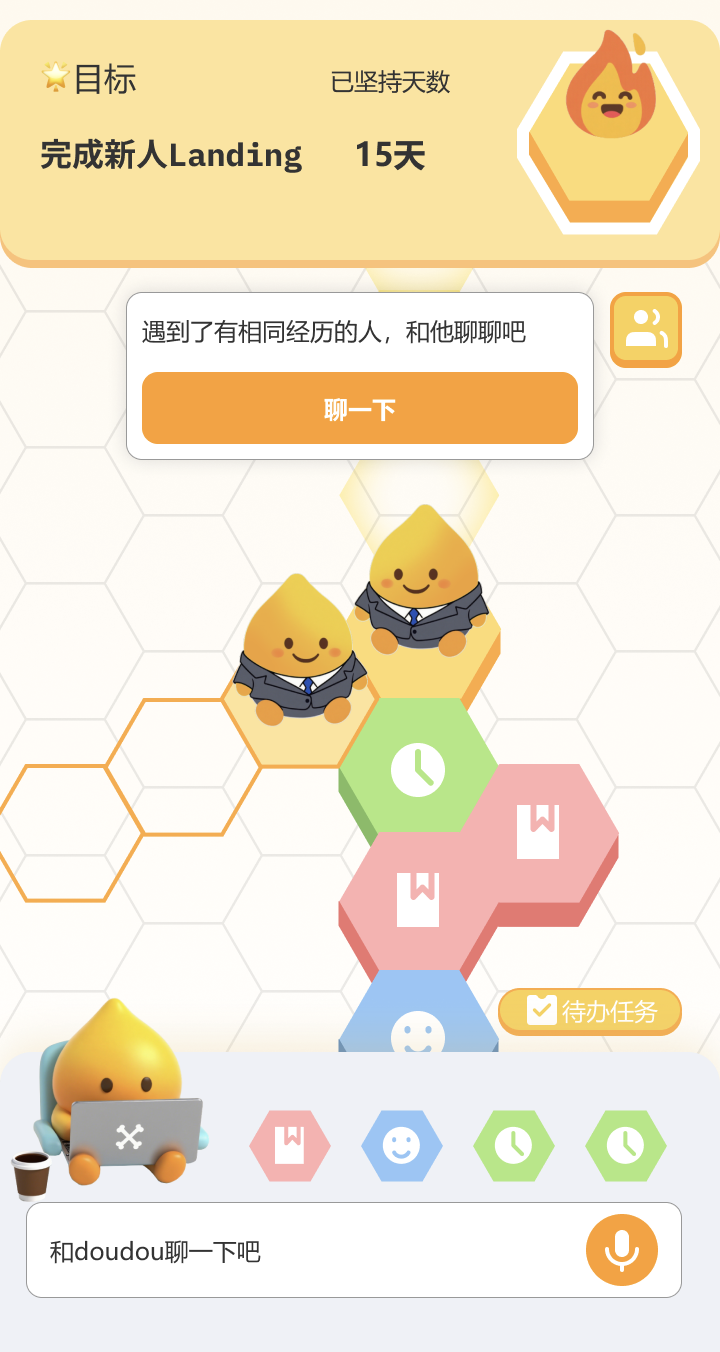 🌟目标
已坚持天数
完成新人Landing
15天
遇到了有相同经历的人，和他聊聊吧
聊一下
待办任务
和doudou聊一下吧